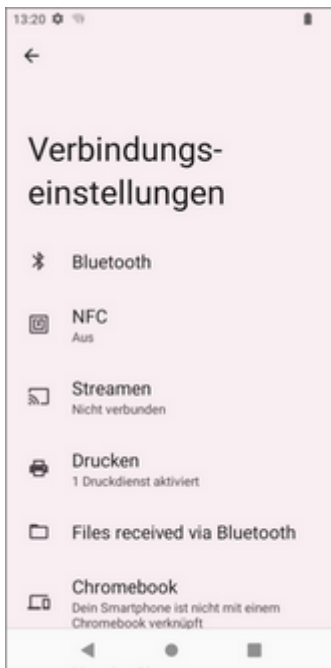 13:20
Verbindungs-
einstellungen
Bluetooth
NFC
Aus
Streamen
Nicht verbunden
Drucken
1 Druckdienst aktiviert
Files received via Bluetooth
Chromebook
Dein Smartphone ist nicht mit einem
Chromebook verknüpft